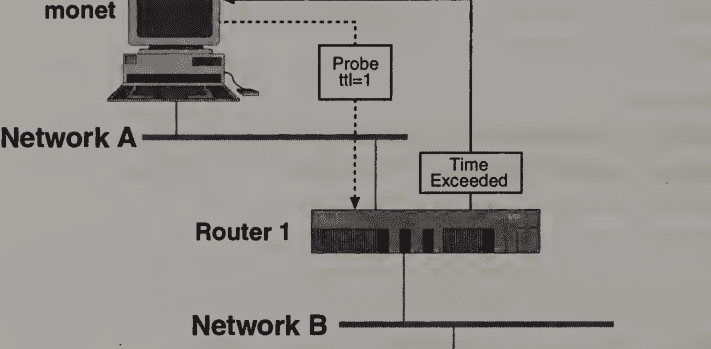 monet
Probe
ttl=1
Network A
Time
Exceeded
Router 1
Network B